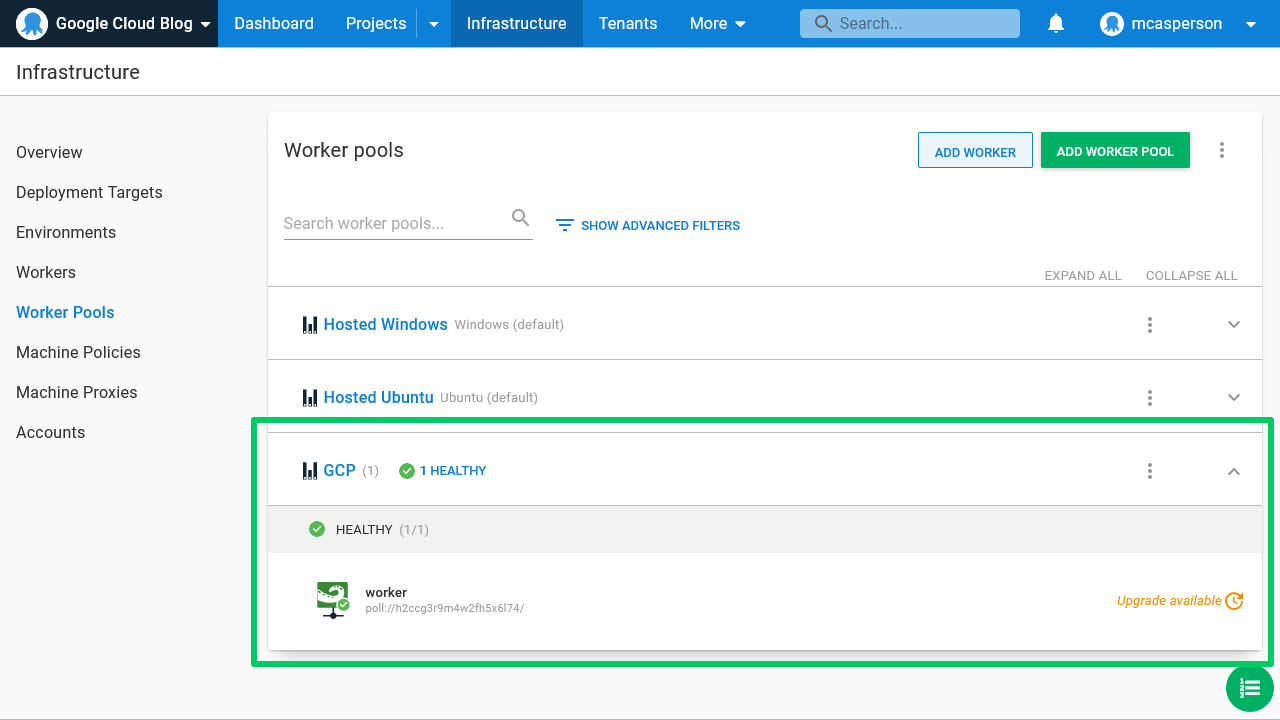 Google Cloud Blog
Dashboard
Projects
Infrastructure
Tenants
More
Search...
mcasperson
Infrastructure
Overview
Deployment Targets
Environments
Workers
Worker Pools
Machine Policies
Machine Proxies
Accounts
Worker pools
ADD WORKER
ADD WORKER POOL
Search worker pools...
SHOW ADVANCED FILTERS
EXPAND ALL
COLLAPSE ALL
Hosted Windows Windows (default)
Hosted Ubuntu Ubuntu (default)
GCP (1) 1 HEALTHY
HEALTHY (1/1)
worker
poll://h2ccg3r9m4w2fh5x6l74/
Upgrade available